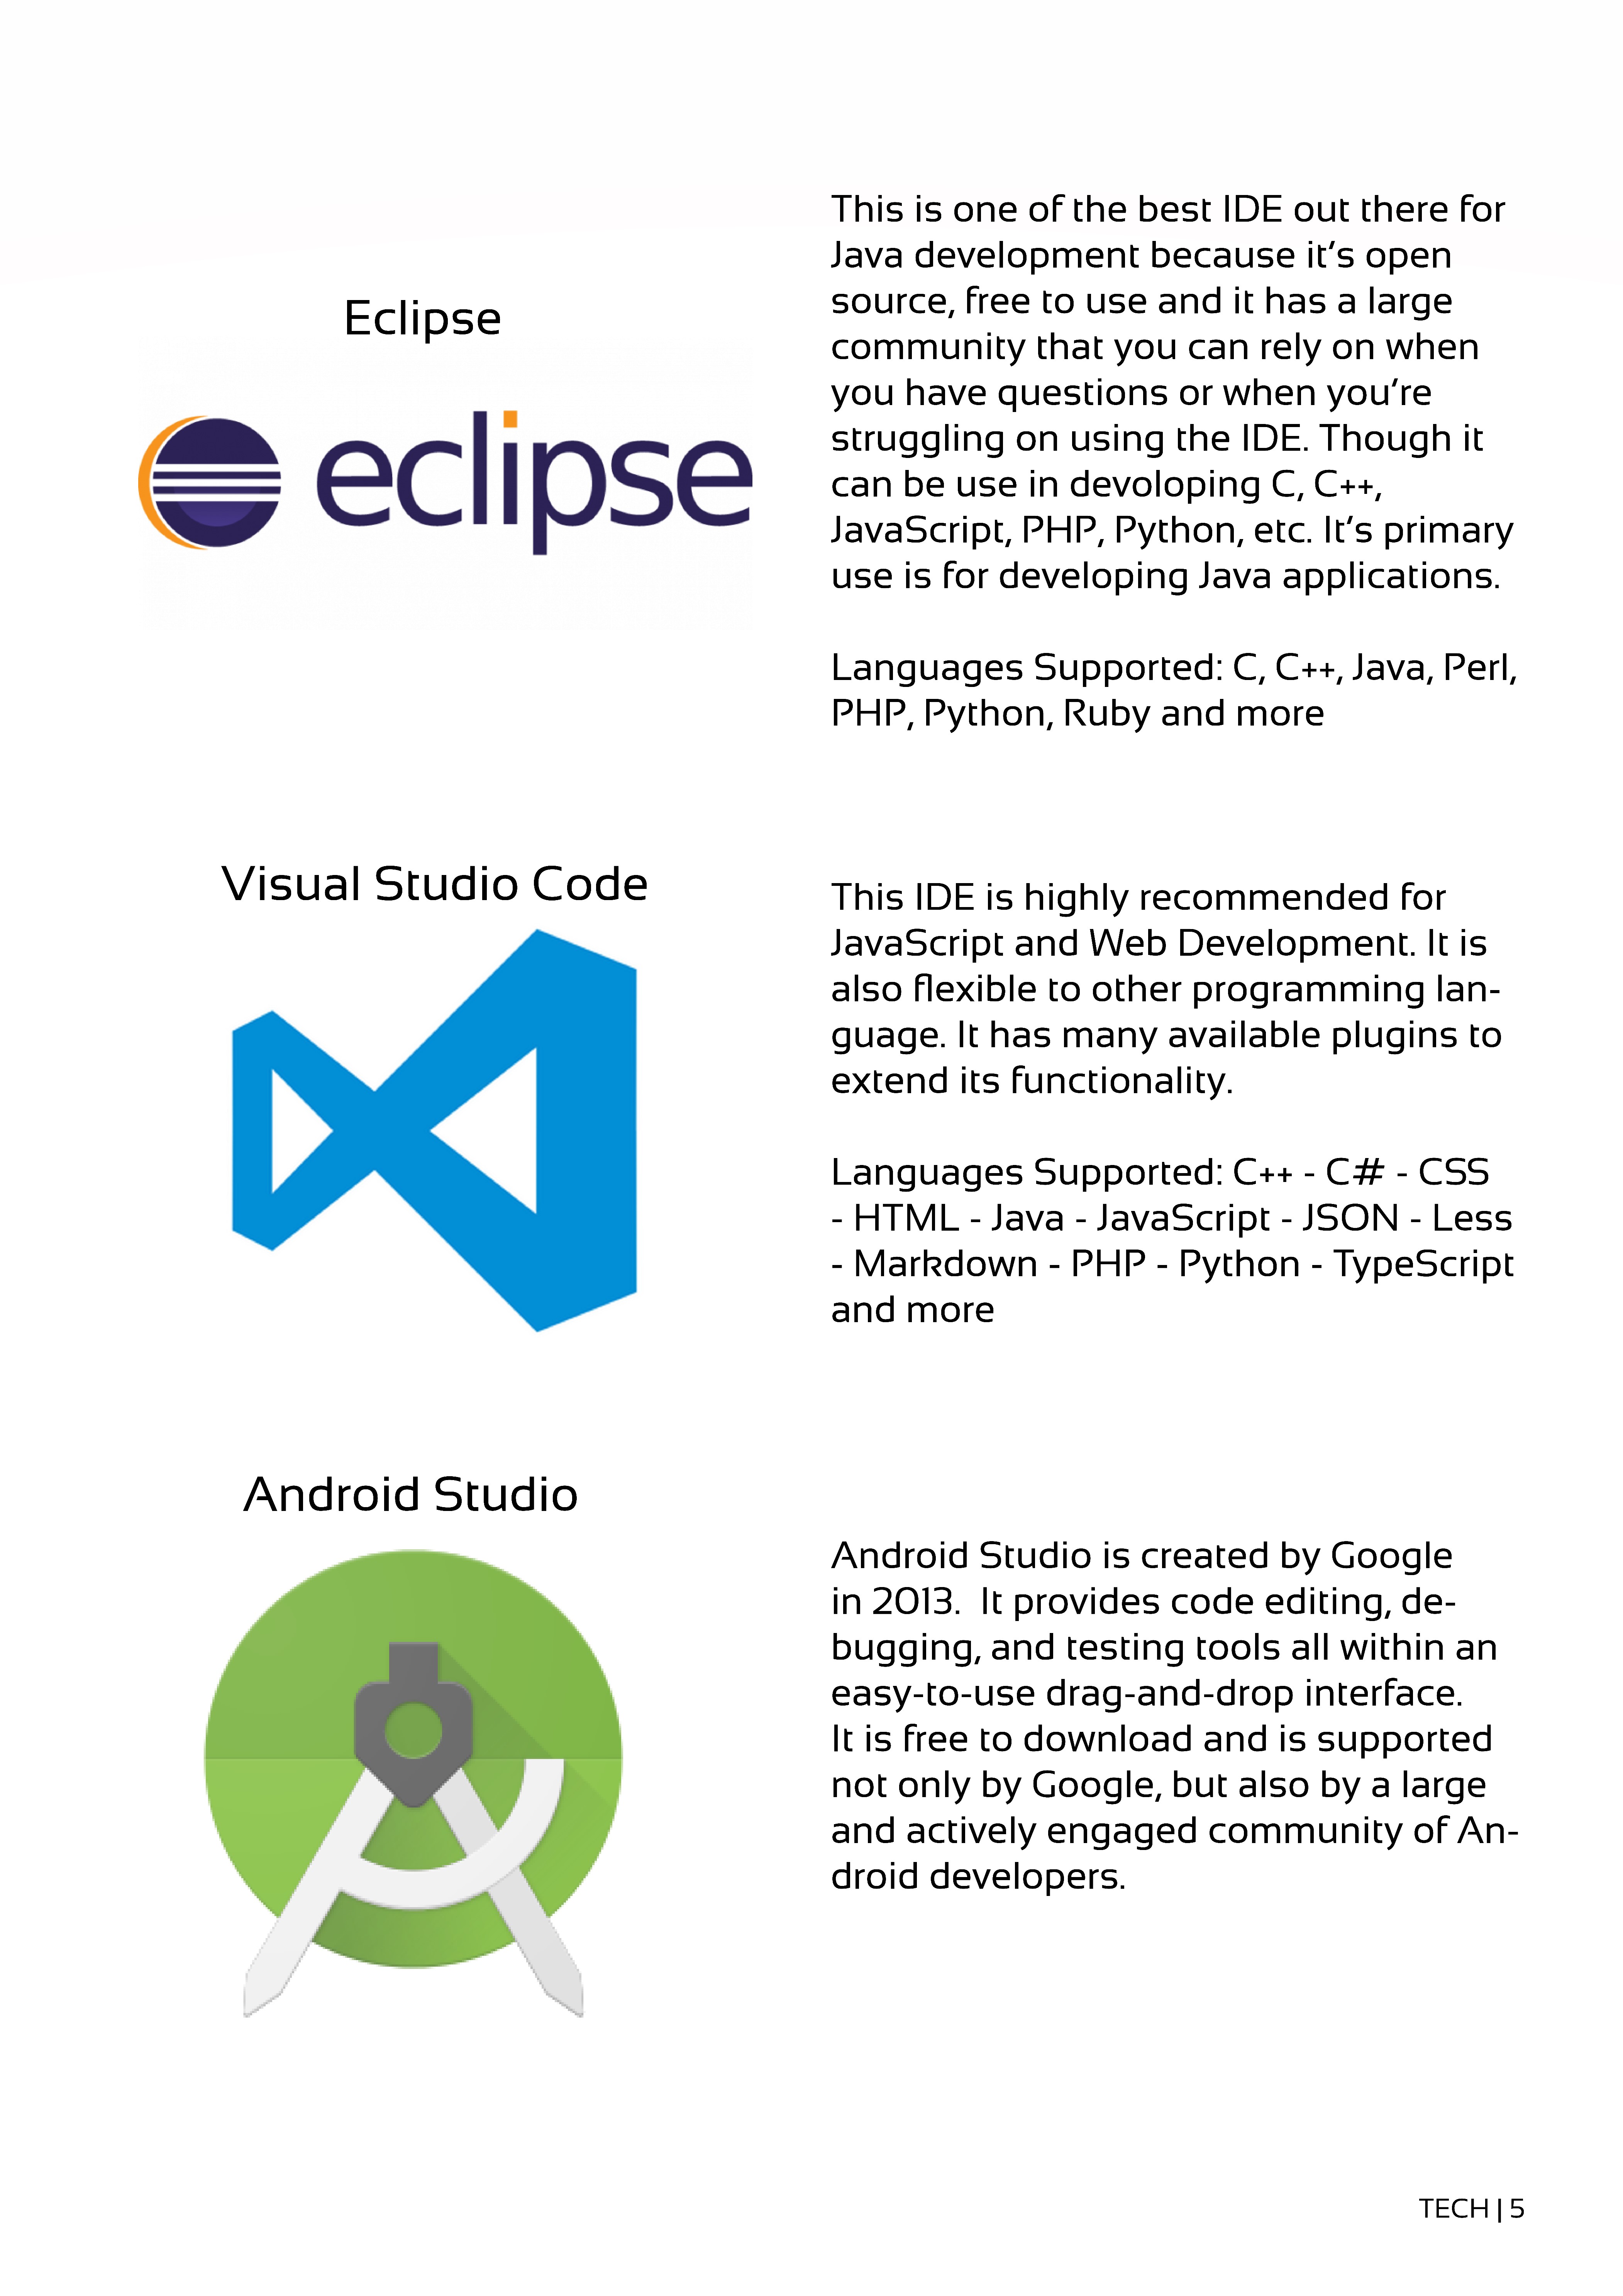 Eclipse
eclipse
This is one of the best IDE out there for
Java development because it's open
source, free to use and it has a large
community that you can rely on when
you have questions or when you're
struggling on using the IDE. Though it
can be use in devoloping C, C++,
JavaScript, PHP, Python, etc. It's primary
use is for developing Java applications.
Languages Supported: C, C++, Java, Perl,
PHP, Python, Ruby and more
Visual Studio Code
This IDE is highly recommended for
JavaScript and Web Development. It is
also flexible to other programming lan-
guage. It has many available plugins to
extend its functionality.
Languages Supported: C++ - C# - CSS
- HTML - Java - JavaScript - JSON - Less
- Markdown - PHP - Python - TypeScript
and more
Android Studio
Android Studio is created by Google
in 2013.  It provides code editing, de-
bugging, and testing tools all within an
easy-to-use drag-and-drop interface.
It is free to download and is supported
not only by Google, but also by a large
and actively engaged community of An-
droid developers.
TECH | 5